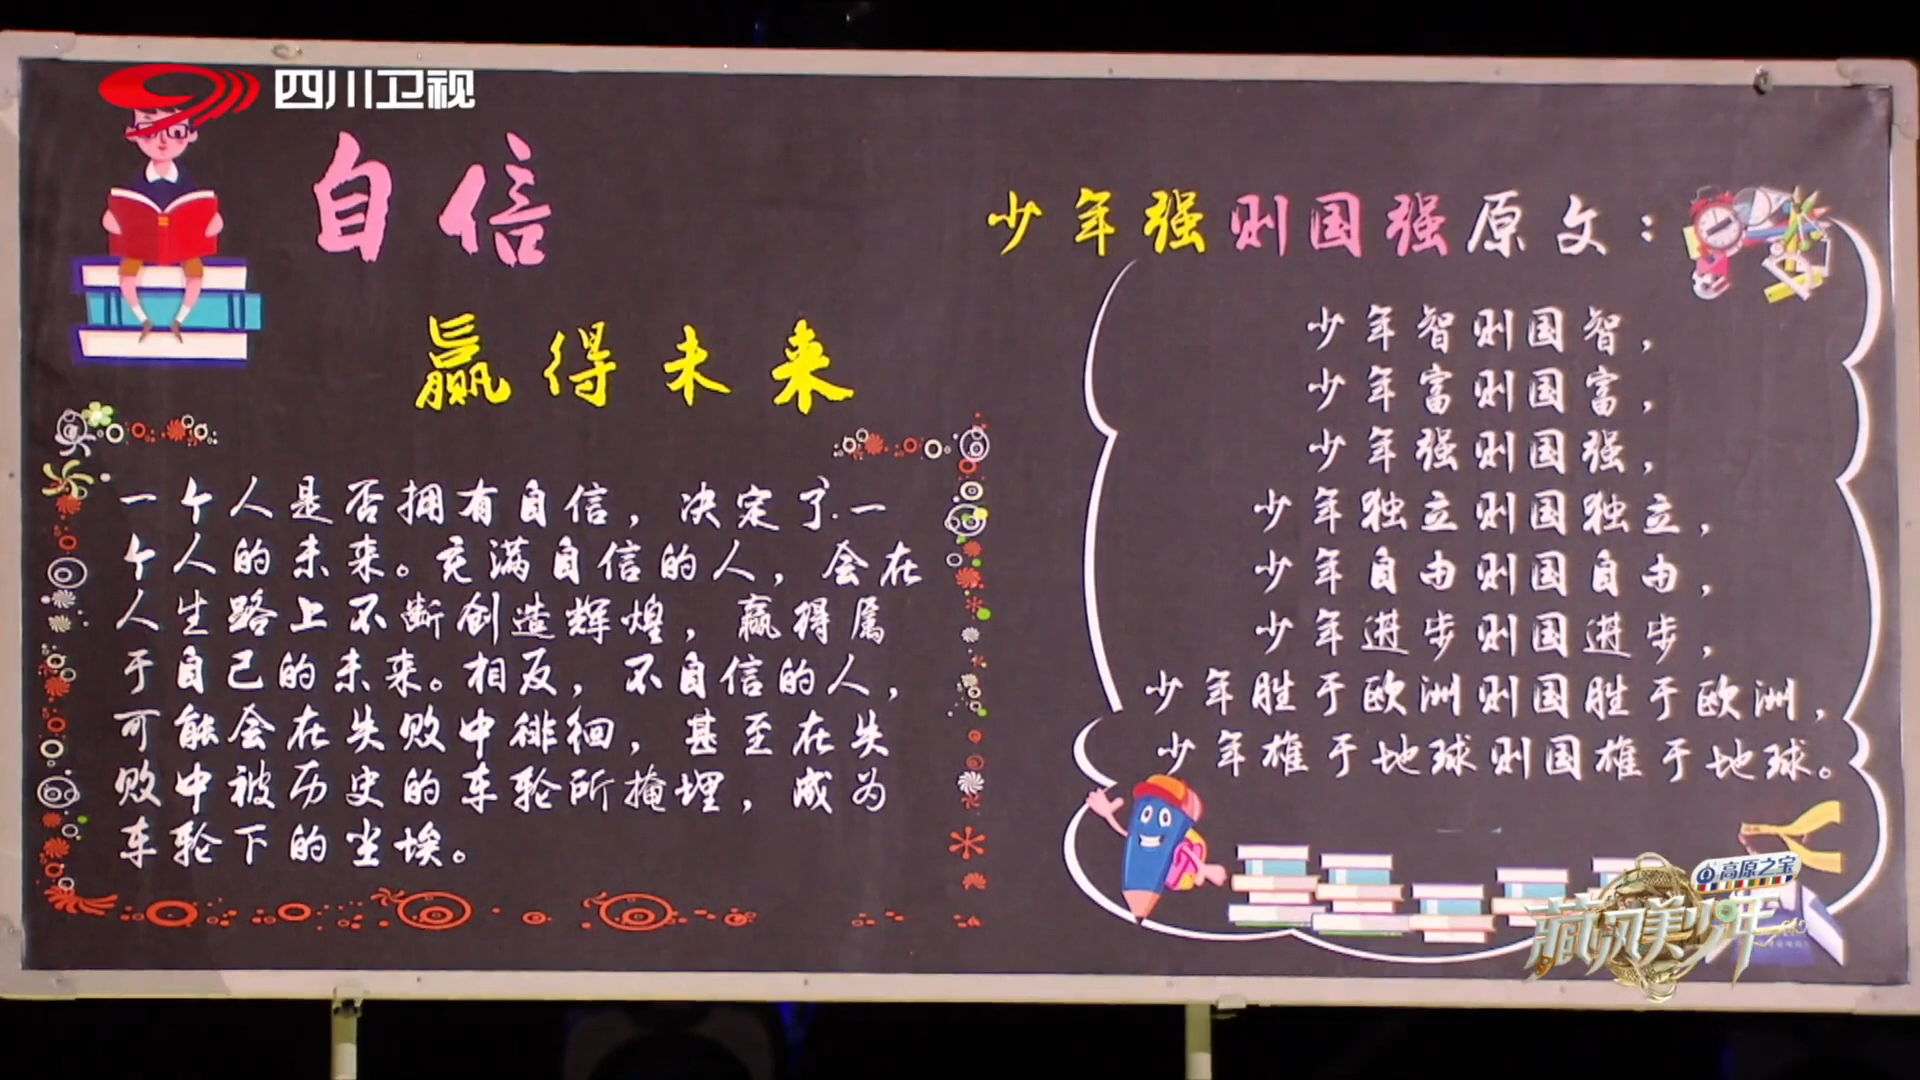 四川卫视
自信
赢得未来
一个人是否拥有自信，决定了一
个人的未来。充满自信的人，会在
人生路上不断创造辉煌，赢得属
于自己的未来。相反，不自信的人，
可能会在失败中徘徊，甚至在失
败中被历史的车轮所掩埋，成为
车轮下的尘埃。
少年强则国强原文：
少年智则国智，
少年富则国富，
少年强则国强，
少年独立则国独立，
少年自由则国自由，
少年进步则国进步，
少年胜于欧洲则国胜于欧洲，
少年雄于地球则国雄于地球。
高原之宝
藏风美少年